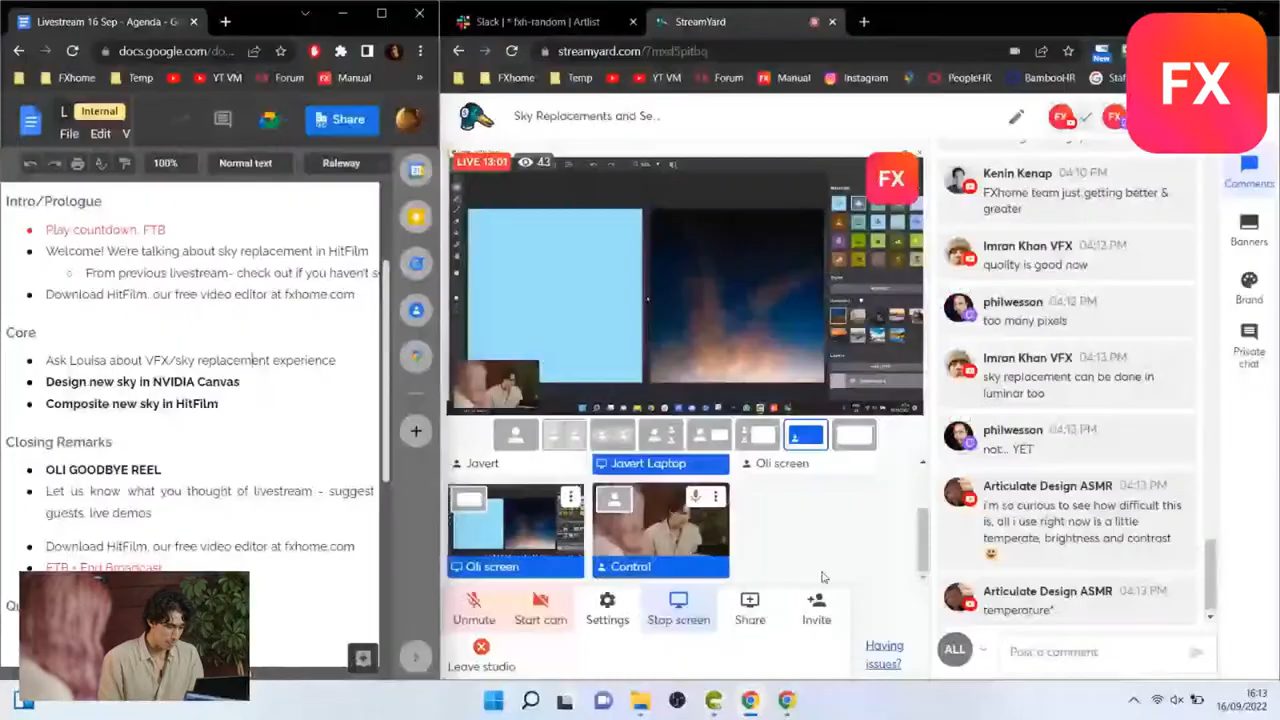 Livestream 16 Sep - Agenda - G
Slack | * fxh-random | Artlist
StreamYard
docs.google.com/do...
streamyard.com/7mxd5pitbq
New
FXhome
Temp
YT VM
Forum
Manual
»
FXhome
Temp
YT VM
Forum
Manual
Instagram
PeopleHR
BambooHR
FX
L
Internal
File Edit V
Share
Sky Replacements and Se...
100%
Normal text
Raleway
Intro/Prologue
Play countdown, FTB
Welcome! We're talking about sky replacement in HitFilm
From previous livestream- check out if you haven't s
Download HitFilm, our free video editor at fxhome.com
Core
Ask Louisa about VFX/sky replacement experience
Design new sky in NVIDIA Canvas
Composite new sky in HitFilm
Closing Remarks
OLI GOODBYE REEL
Let us know what you thought of livestream - suggest
guests, live demos
Download HitFilm, our free video editor at fxhome.com
FTB + End Broadcast
LIVE 13:01
43
FX
Javert
Javert Laptop
Oli screen
Oli screen
Control
Unmute
Start cam
Settings
Stop screen
Share
Invite
Leave studio
Having
issues?
Kenin Kenap 04:10 PM
FXhome team just getting better &
greater
Imran Khan VFX 04:13 PM
quality is good now
philwesson 04:13 PM
too many pixels
Imran Khan VFX 04:13 PM
sky replacement can be done in
luminar too
philwesson 04:13 PM
not... YET
Articulate Design ASMR 04:13 PM
i'm so curious to see how difficult this
is, all i use right now is a little
temperate, brightness and contrast
Articulate Design ASMR 04:13 PM
temperature*
ALL
Post a comment
Comments
Banners
Brand
Private
chat
16:13
16/09/2022